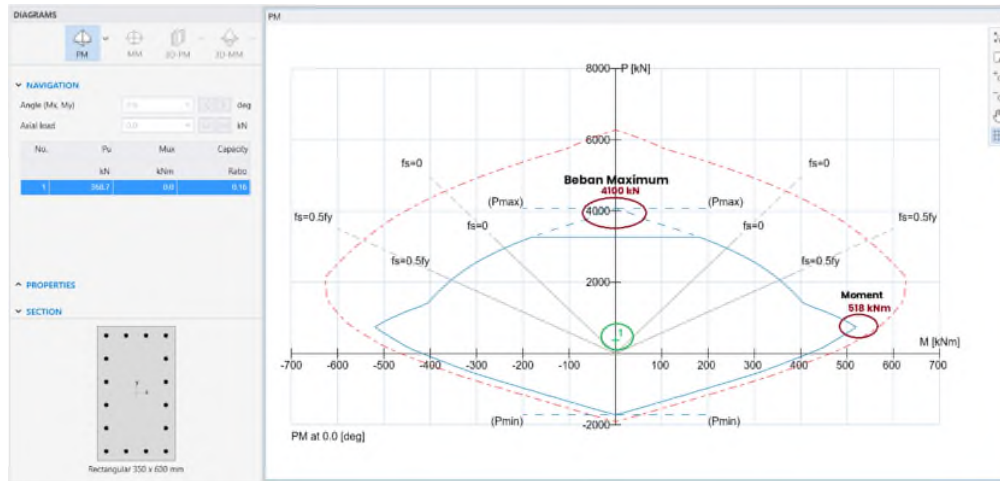 DIAGRAMS
PM MM 3D-PM 3D-MM
NAVIGATION
Angle (Mx, My) deg
Axial load 0.0 kN
No. Pu Mux Capacity
kN kNm Ratio
1 368.7 0.0 0.16
PROPERTIES
SECTION
y
x
Rectangular 350 x 600 mm
PM
P [kN]
8000
6000
fs=0 fs=0
Beban Maximum
4100 kN
(Pmax) 4000 (Pmax)
fs=0.5fy fs=0 fs=0 fs=0.5fy
fs=0.5fy fs=0.5fy
2000
Moment
518 kNm
1
M [kNm]
-700 -600 -500 -400 -300 -200 -100 0 100 200 300 400 500 600 700
(Pmin) (Pmin)
-2000
PM at 0.0 [deg]